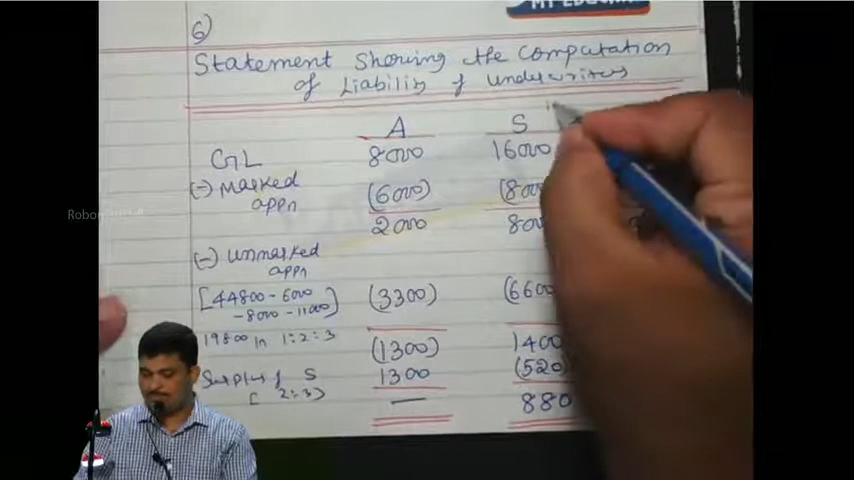 6)
Statement Showing the Computation
of Liability of Underwriters
A S
GL 8000 16000
(-) Marked
appn (6000) (8000
2000 800
(-) Unmarked
appn
[44800 - 6000
- 8000 - 11000] (3300) (6600
19800 in 1:2:3
(1300) 1400
Surplus of S 1300 (520)
( 2:3)
— 880